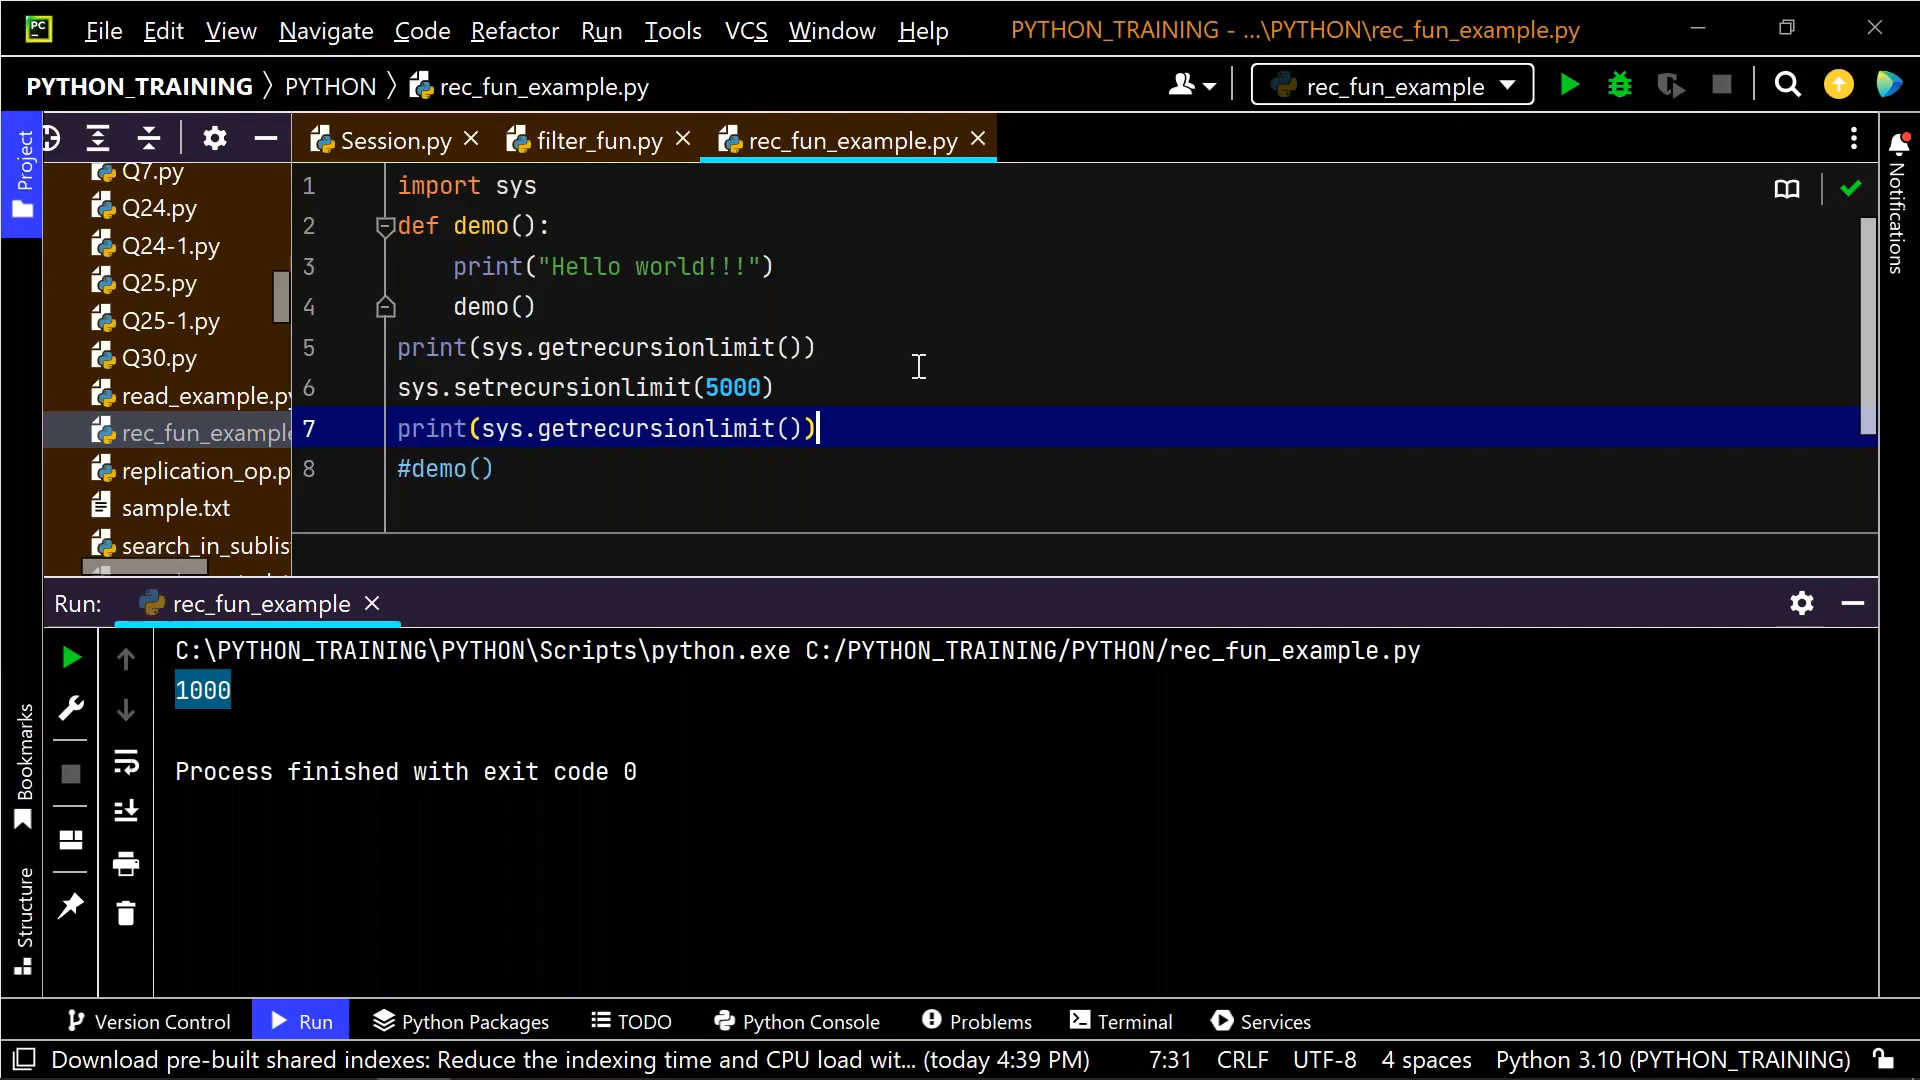 PC File Edit View Navigate Code Refactor Run Tools VCS Window Help PYTHON_TRAINING - ...\PYTHON\rec_fun_example.py
PYTHON_TRAINING PYTHON rec_fun_example.py rec_fun_example
Project
Session.py filter_fun.py rec_fun_example.py
Q7.py
Q24.py
Q24-1.py
Q25.py
Q25-1.py
Q30.py
read_example.py
rec_fun_example
replication_op.p
sample.txt
search_in_sublis
1 import sys
2 def demo():
3 print("Hello world!!!")
4 demo()
5 print(sys.getrecursionlimit())
6 sys.setrecursionlimit(5000)
7 print(sys.getrecursionlimit())
8 #demo()
Notifications
Run: rec_fun_example
C:\PYTHON_TRAINING\PYTHON\Scripts\python.exe C:/PYTHON_TRAINING/PYTHON/rec_fun_example.py
1000
Process finished with exit code 0
Bookmarks
Structure
Version Control Run Python Packages TODO Python Console Problems Terminal Services
Download pre-built shared indexes: Reduce the indexing time and CPU load wit... (today 4:39 PM) 7:31 CRLF UTF-8 4 spaces Python 3.10 (PYTHON_TRAINING)